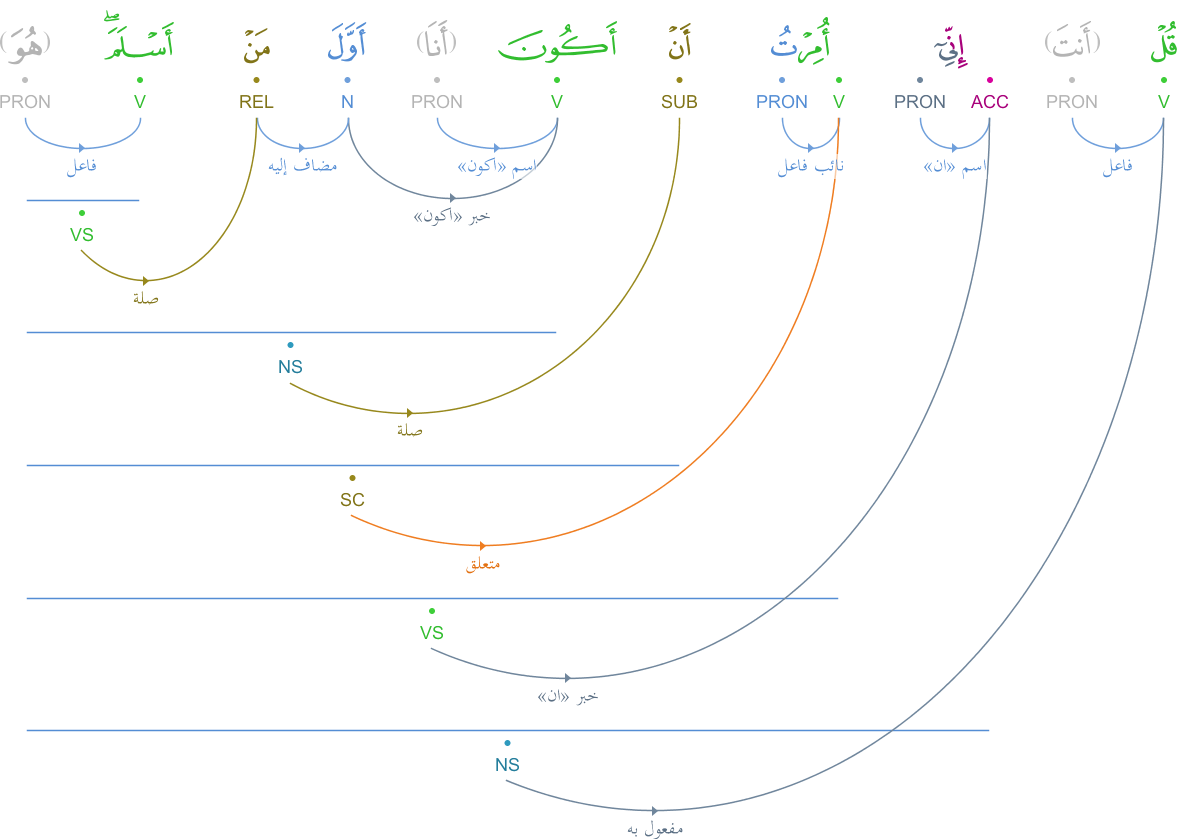 قُلْ (أَنتَ) إِنِّىٓ أُمِرْتُ أَنْ أَكُونَ (أَنَا) أَوَّلَ مَنْ أَسْلَمَ ۖ (هُوَ)
V PRON ACC PRON V PRON SUB V PRON N REL V PRON
فاعل اسم «ان» نائب فاعل اسم «اكون» مضاف إليه فاعل
خبر «اكون»
VS
صلة
NS
صلة
SC
متعلق
VS
خبر «ان»
NS
مفعول به